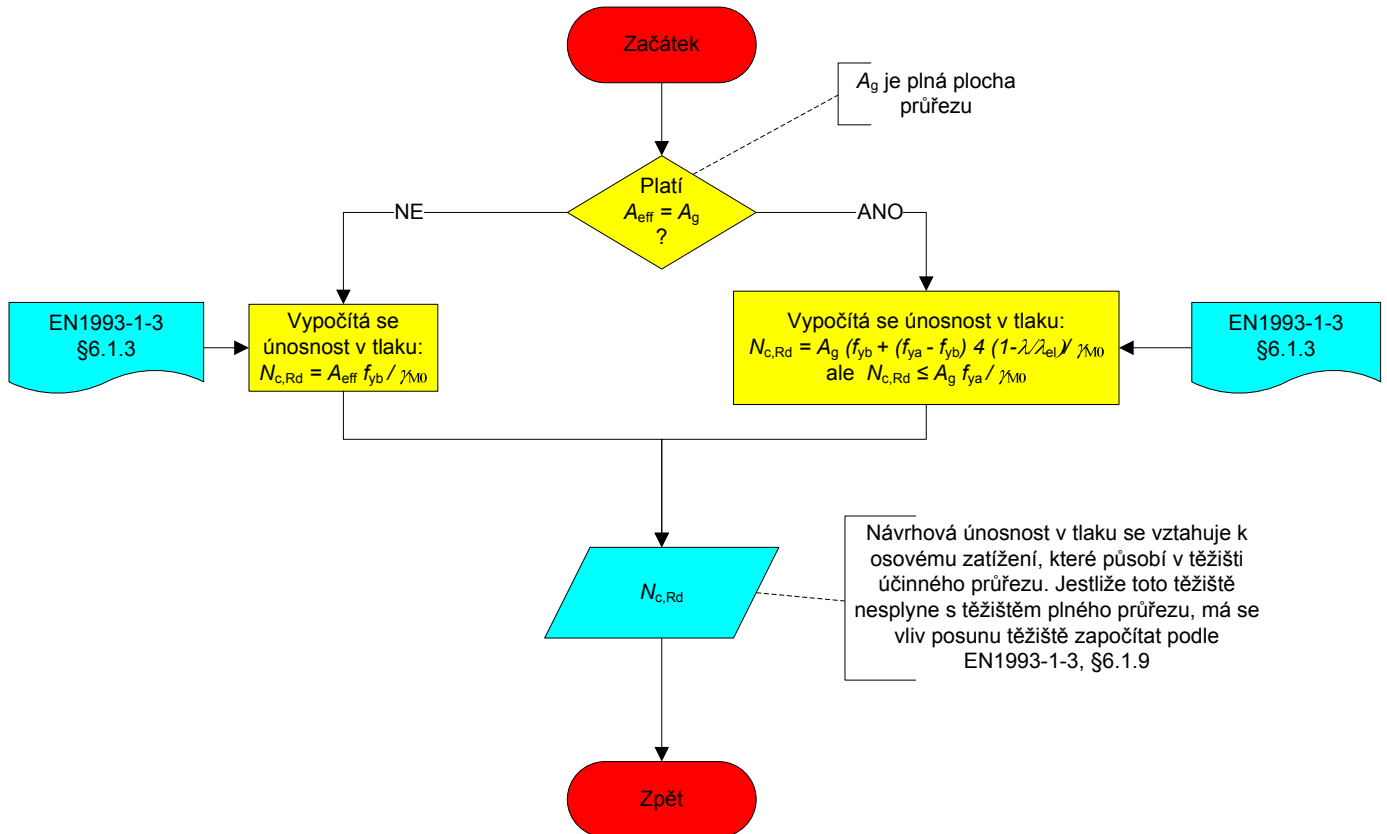 Začátek
A_g je plná plocha
průřezu
Platí
A_eff = A_g
?
NE
ANO
EN1993-1-3
§6.1.3
Vypočítá se
únosnost v tlaku:
N_c,Rd = A_eff f_yb / γ_M0
Vypočítá se únosnost v tlaku:
N_c,Rd = A_g (f_yb + (f_ya - f_yb) 4 (1-λ/λ_el)/ γ_M0
ale N_c,Rd ≤ A_g f_ya / γ_M0
EN1993-1-3
§6.1.3
N_c,Rd
Návrhová únosnost v tlaku se vztahuje k
osovému zatížení, které působí v těžišti
účinného průřezu. Jestliže toto těžiště
nesplyne s těžištěm plného průřezu, má se
vliv posunu těžiště započítat podle
EN1993-1-3, §6.1.9
Zpět